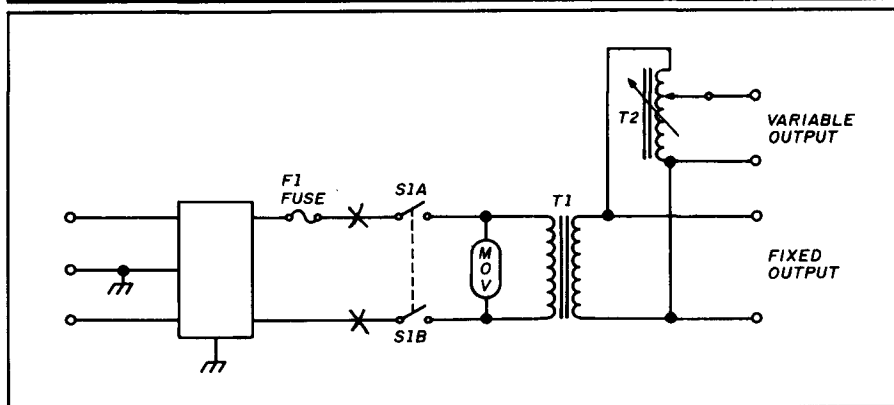 T2
VARIABLE
OUTPUT
F1
FUSE
S1A
T1
MOV
FIXED
OUTPUT
S1B